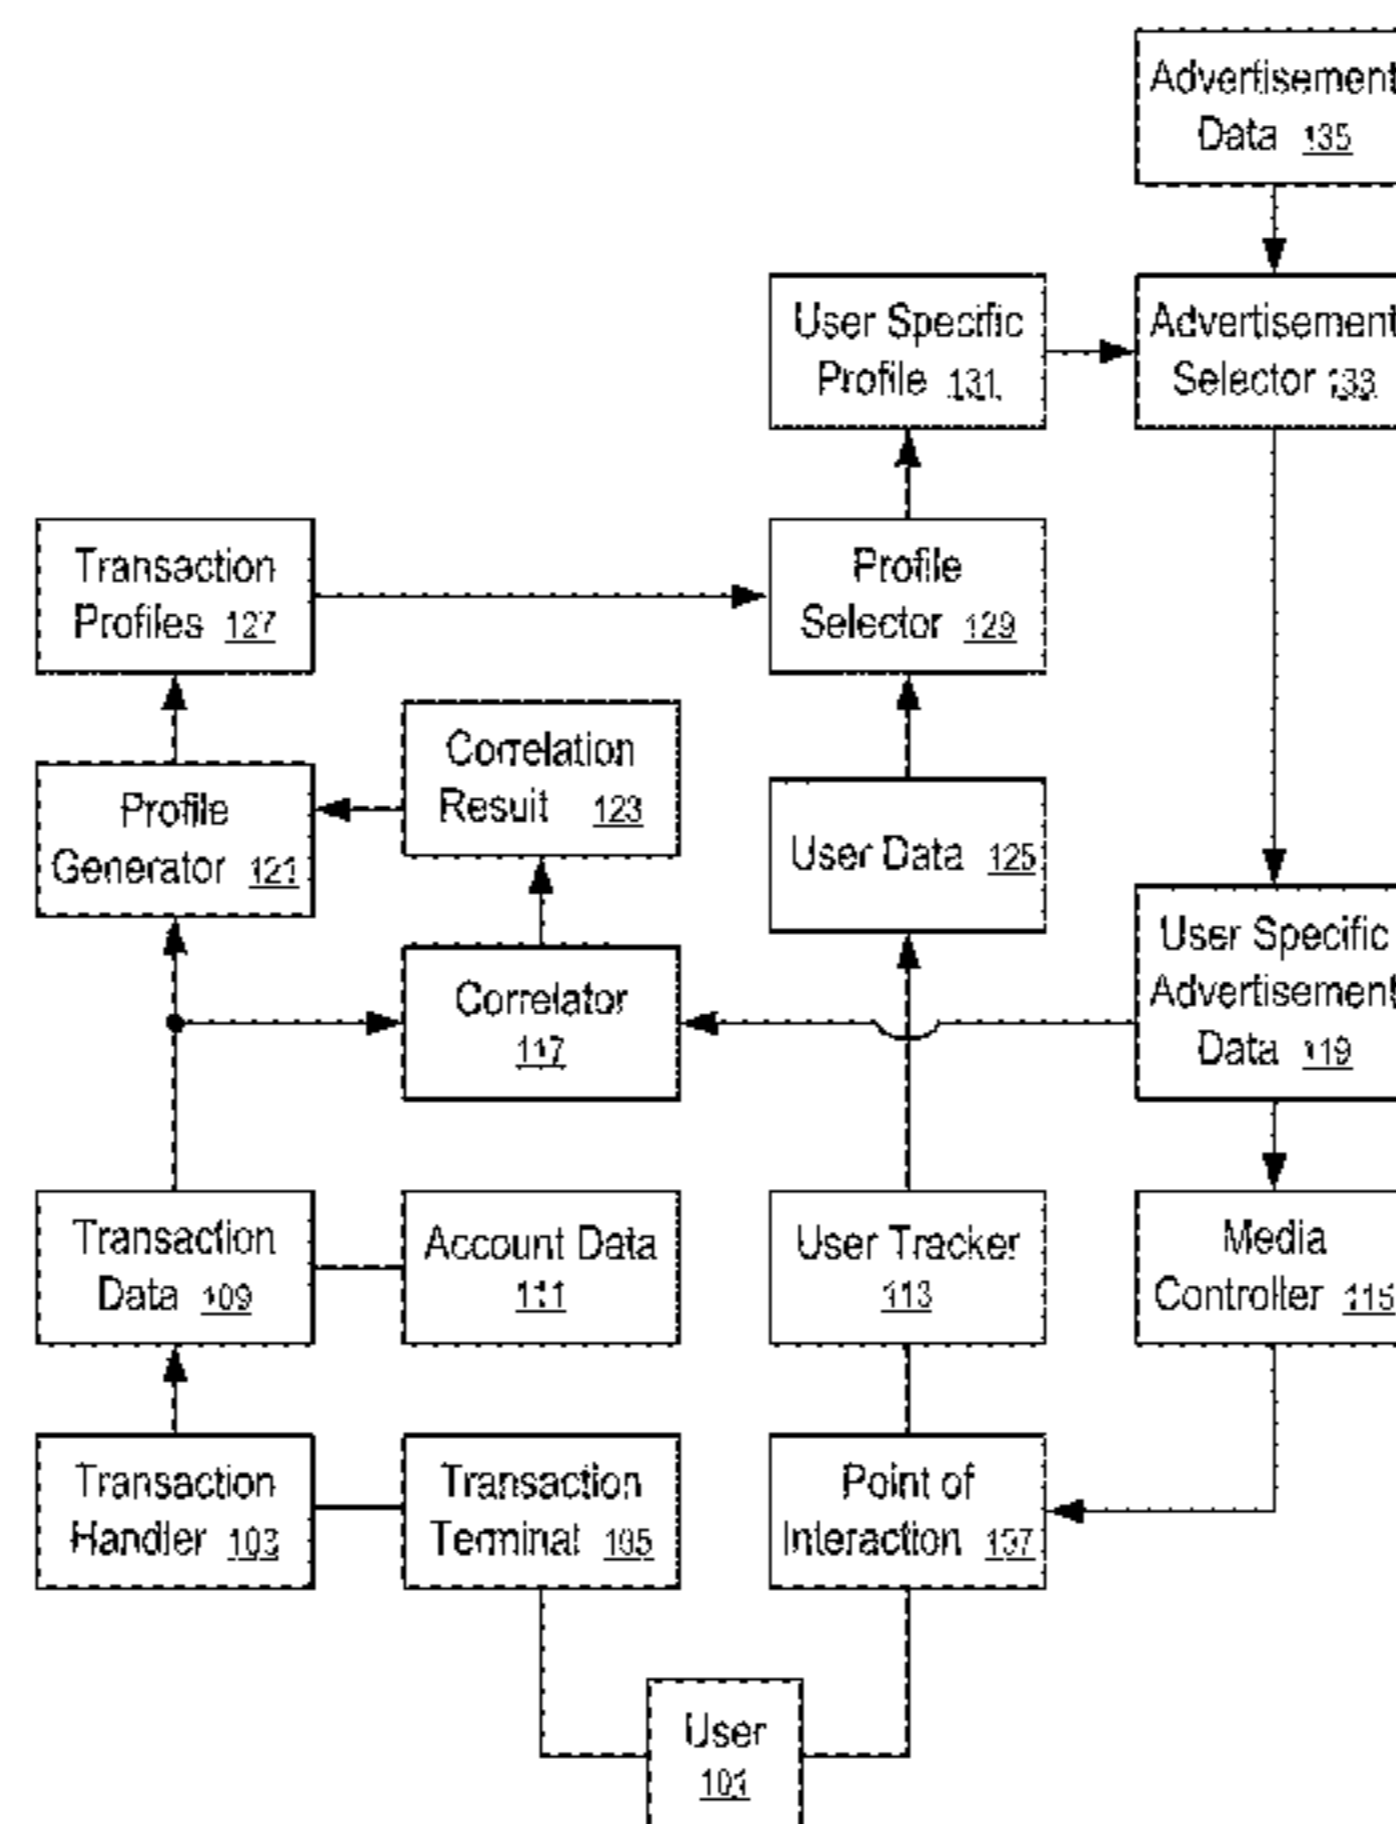 Advertisement
Data 135
User Specific
Profile 131
Advertisement
Selector 133
Transaction
Profiles 127
Profile
Selector 129
Correlation
Result 123
Profile
Generator 121
User Data 125
User Specific
Advertisement
Data 119
Correlator
117
Transaction
Data 109
Account Data
111
User Tracker
113
Media
Controller 115
Transaction
Handler 103
Transaction
Terminal 105
Point of
Interaction 107
User
101